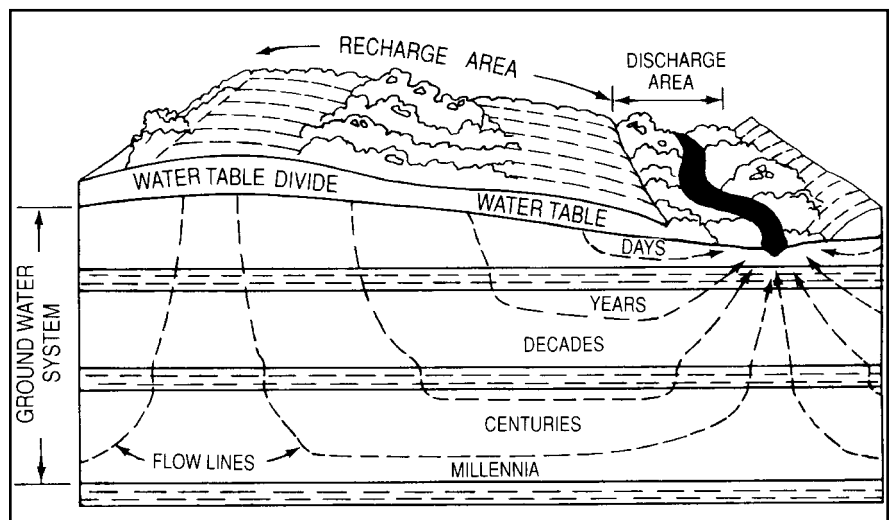 RECHARGE AREA
DISCHARGE
AREA
WATER TABLE DIVIDE
WATER TABLE
DAYS
YEARS
DECADES
CENTURIES
MILLENNIA
FLOW LINES
GROUND WATER
SYSTEM